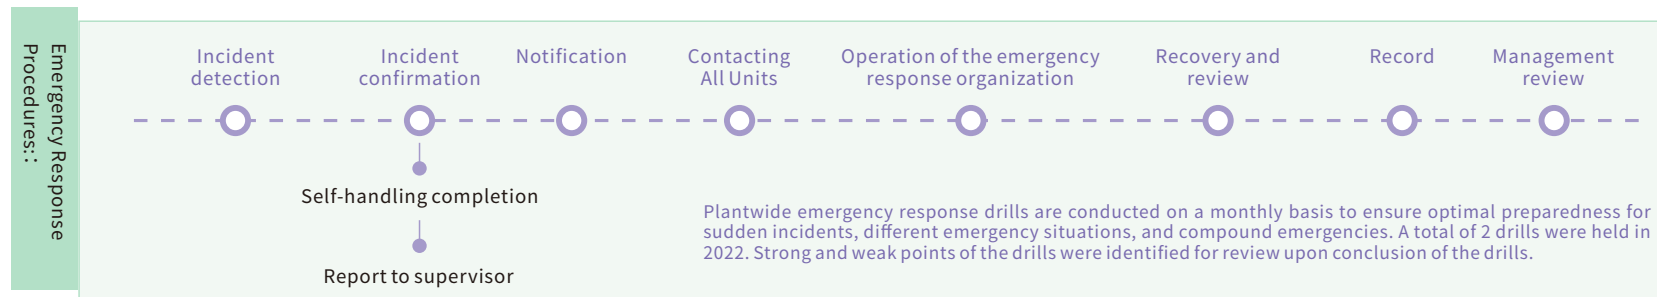 Emergency Response
Procedures: :
Incident
detection
Incident
confirmation
Notification
Contacting
All Units
Operation of the emergency
response organization
Recovery and
review
Record
Management
review
Self-handling completion
Report to supervisor
Plantwide emergency response drills are conducted on a monthly basis to ensure optimal preparedness for
sudden incidents, different emergency situations, and compound emergencies. A total of 2 drills were held in
2022. Strong and weak points of the drills were identified for review upon conclusion of the drills.